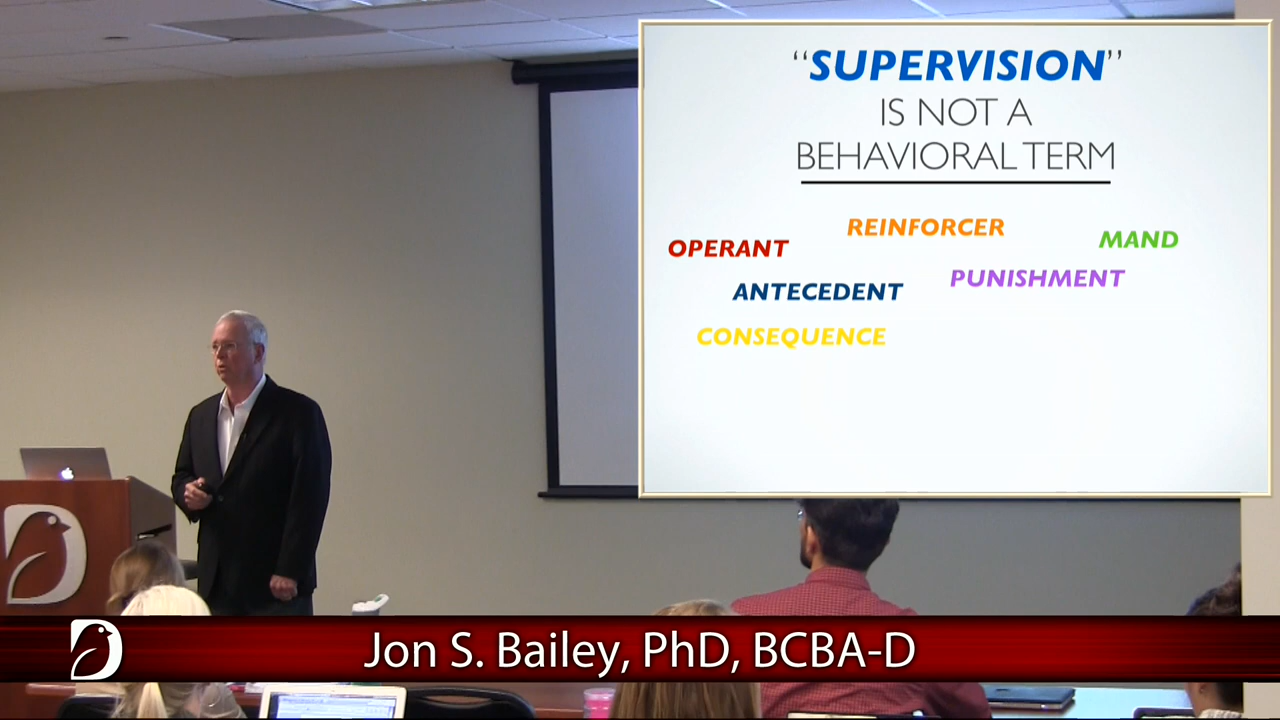 “SUPERVISION”
IS NOT A
BEHAVIORAL TERM
REINFORCER
OPERANT
MAND
PUNISHMENT
ANTECEDENT
CONSEQUENCE
Jon S. Bailey, PhD, BCBA-D